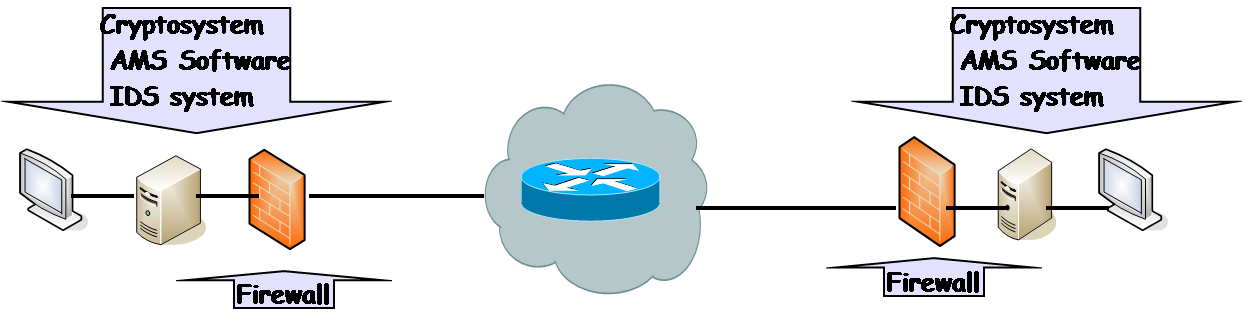 Cryptosystem
AMS Software
IDS system
Cryptosystem
AMS Software
IDS system
Firewall
Firewall